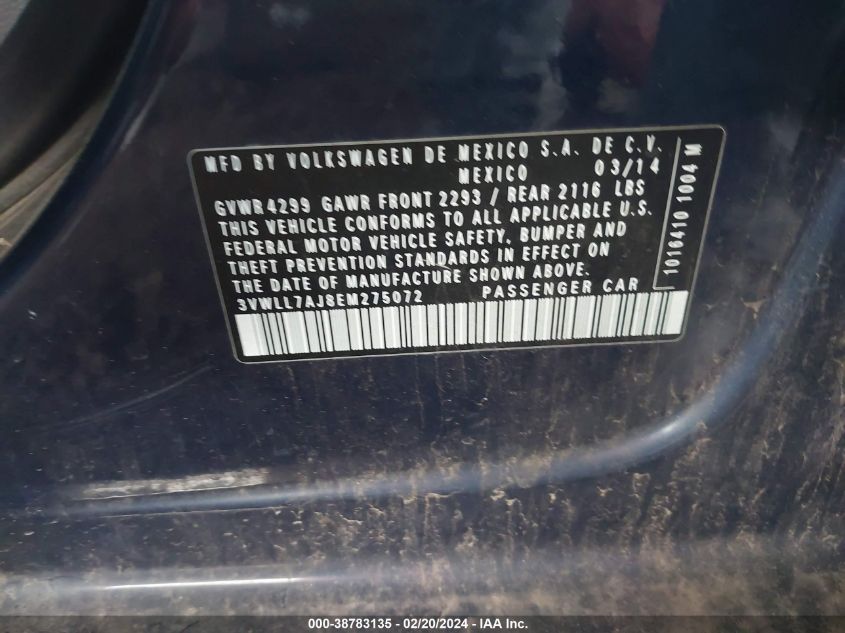 MFD BY VOLKSWAGEN DE MEXICO S.A. DE C.V.
MEXICO 03/14
GVWR 4299 GAWR FRONT 2293 / REAR 2116 LBS
THIS VEHICLE CONFORMS TO ALL APPLICABLE U.S.
FEDERAL MOTOR VEHICLE SAFETY, BUMPER AND
THEFT PREVENTION STANDARDS IN EFFECT ON
THE DATE OF MANUFACTURE SHOWN ABOVE.
3VWLL7AJ8EM275072 PASSENGER CAR
1016410 1004 M
000-38783135 - 02/20/2024 - IAA Inc.